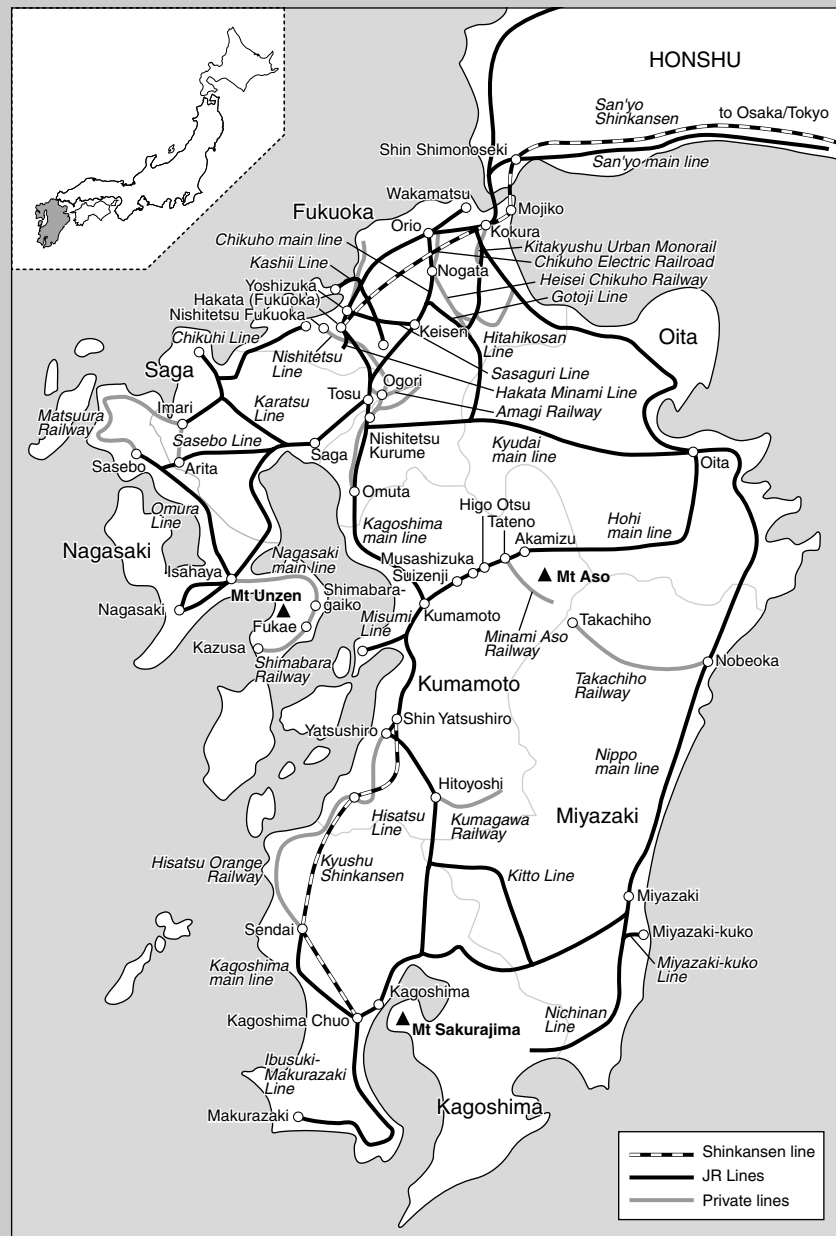 HONSHU
San'yo
Shinkansen
to Osaka/Tokyo
Shin Shimonoseki
San'yo main line
Wakamatsu
Fukuoka
Mojiko
Orio
Kokura
Chikuho main line
Kitakyushu Urban Monorail
Chikuho Electric Railroad
Kashii Line
Nogata
Heisei Chikuho Railway
Yoshizuka
Gotoji Line
Hakata (Fukuoka)
Nishitetsu Fukuoka
Keisen
Oita
Chikuhi Line
Hitahikosan
Line
Nishitetsu
Line
Saga
Sasaguri Line
Ogori
Hakata Minami Line
Tosu
Amagi Railway
Matsuura
Railway
Imari
Karatsu
Line
Sasebo Line
Nishitetsu
Kurume
Kyudai
main line
Saga
Sasebo
Arita
Oita
Omuta
Omura
Line
Kagoshima
main line
Higo Otsu
Tateno
Hohi
main line
Akamizu
Nagasaki
Nagasaki
main line
Musashizuka
Suizenji
Isahaya
Mt Aso
Mt Unzen
Shimabara-
gaiko
Nagasaki
Misumi
Line
Kumamoto
Takachiho
Fukae
Minami Aso
Railway
Kazusa
Shimabara
Railway
Nobeoka
Takachiho
Railway
Kumamoto
Shin Yatsushiro
Yatsushiro
Nippo
main line
Hitoyoshi
Hisatsu
Line
Kumagawa
Railway
Miyazaki
Hisatsu Orange
Railway
Kyushu
Shinkansen
Kitto Line
Miyazaki
Sendai
Miyazaki-kuko
Kagoshima
main line
Miyazaki-kuko
Line
Kagoshima
Nichinan
Line
Kagoshima Chuo
Mt Sakurajima
Ibusuki-
Makurazaki
Line
Kagoshima
Makurazaki
Shinkansen line
JR Lines
Private lines